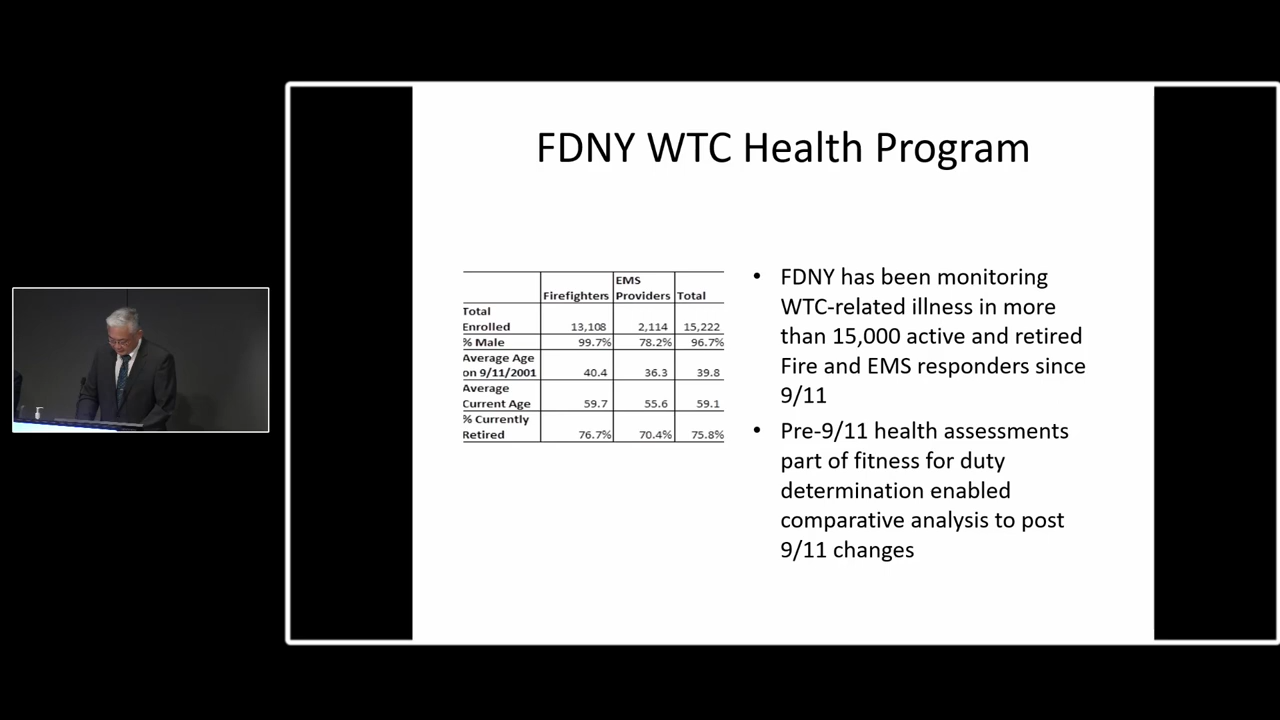 FDNY WTC Health Program
Firefighters EMS Providers Total
Total Enrolled 13,108 2,114 15,222
% Male 99.7% 78.2% 96.7%
Average Age on 9/11/2001 40.4 36.3 39.8
Average Current Age 59.7 55.6 59.1
% Currently Retired 76.7% 70.4% 75.8%
• FDNY has been monitoring
WTC-related illness in more
than 15,000 active and retired
Fire and EMS responders since
9/11
• Pre-9/11 health assessments
part of fitness for duty
determination enabled
comparative analysis to post
9/11 changes